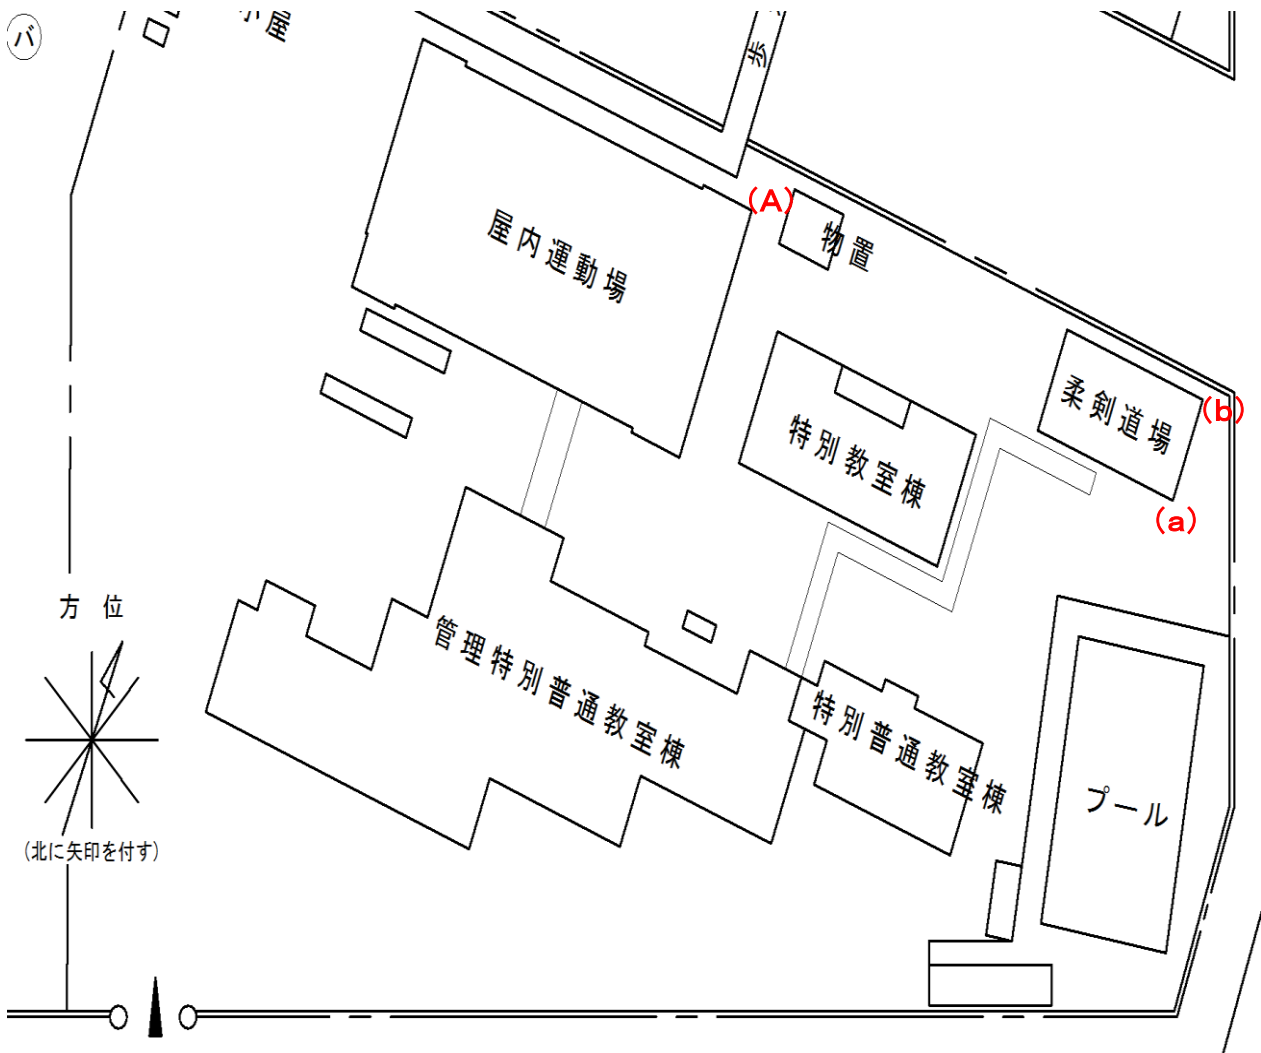 バ
小屋
歩
(A)
物置
屋内運動場
柔剣道場
(b)
特別教室棟
(a)
方 位
管理特別普通教室棟
特別普通教室棟
プール
(北に矢印を付す)